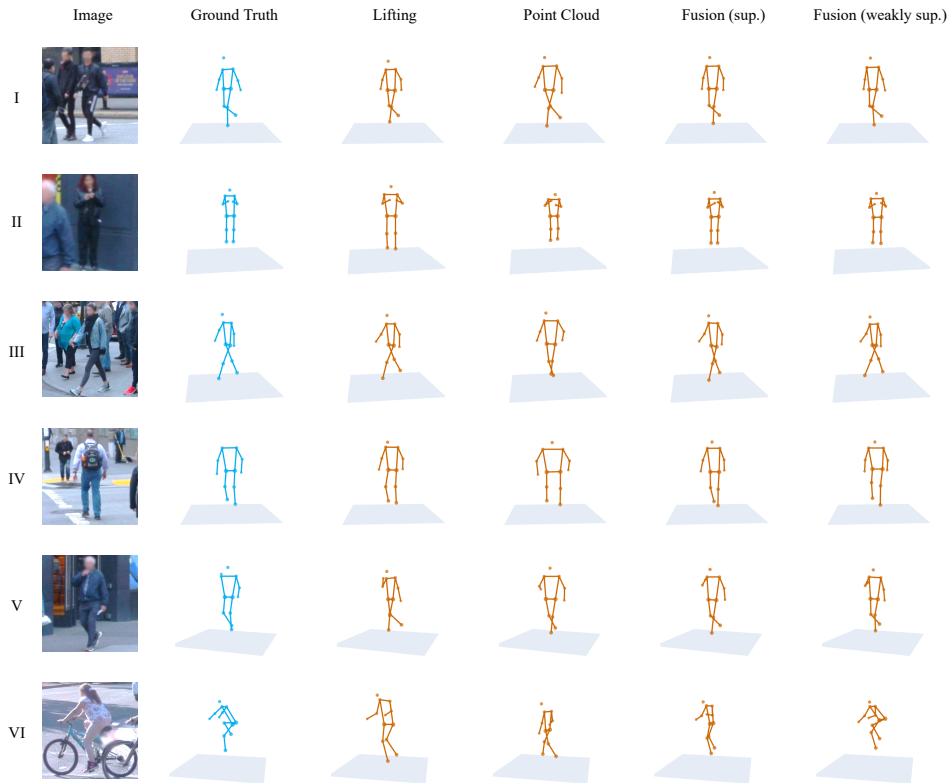 Image Ground Truth Lifting Point Cloud Fusion (sup.) Fusion (weakly sup.)
I
II
III
IV
V
VI